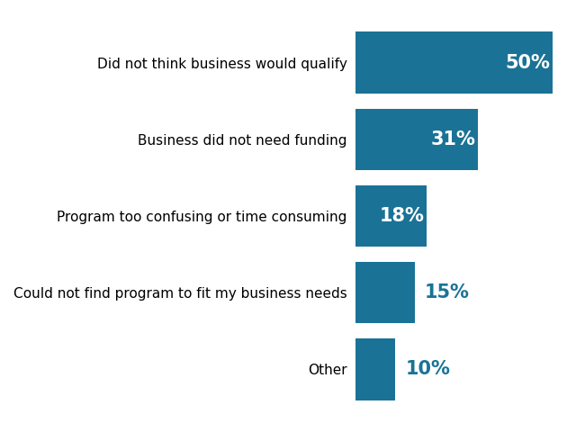 Did not think business would qualify 50%
Business did not need funding 31%
Program too confusing or time consuming 18%
Could not find program to fit my business needs 15%
Other 10%